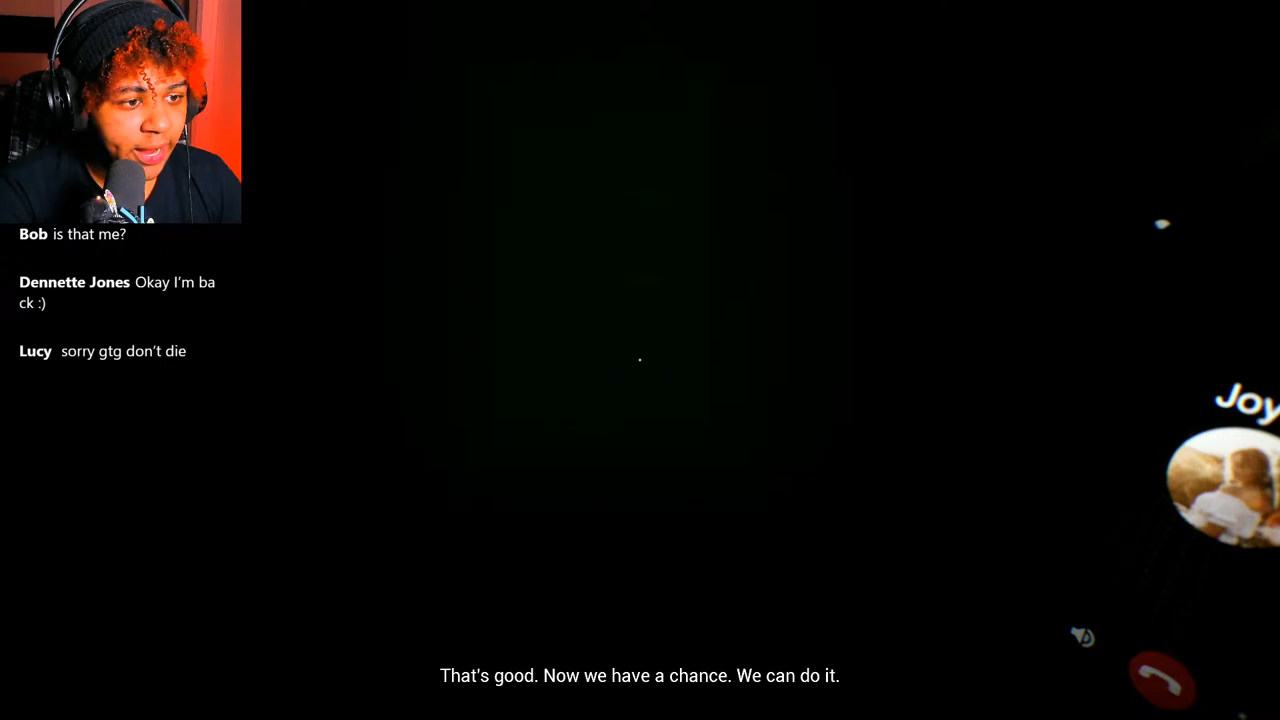 Bob is that me?
Dennette Jones Okay I'm ba
ck :)
Lucy sorry gtg don't die
Joy
That's good. Now we have a chance. We can do it.